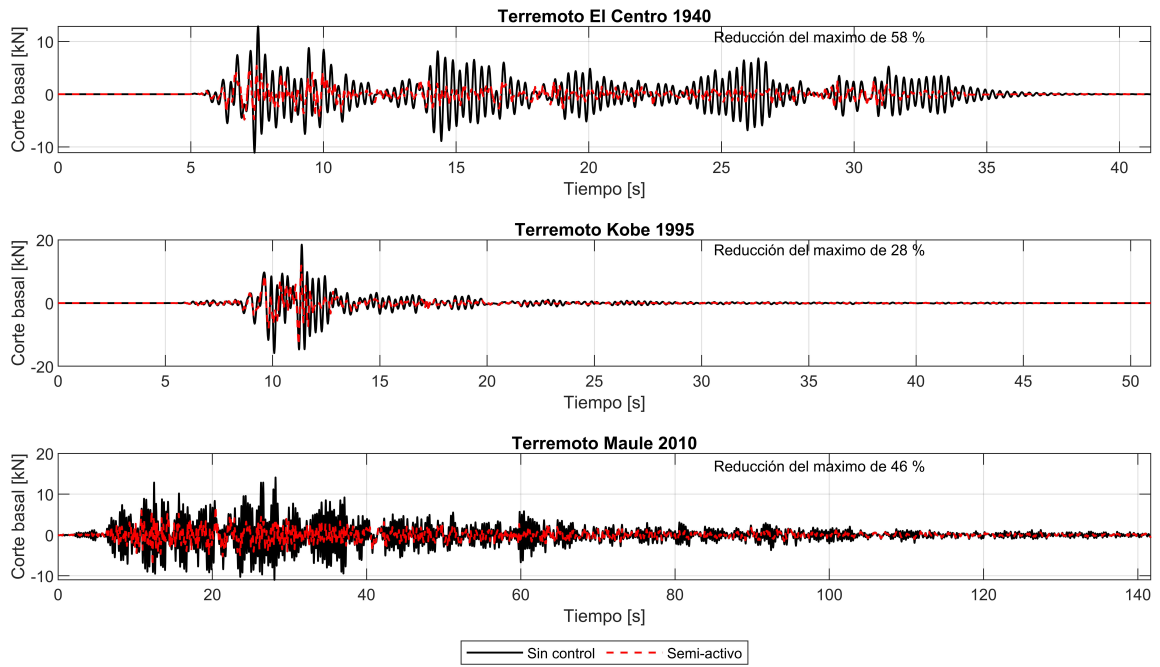 Terremoto El Centro 1940
Reducción del maximo de 58 %
Corte basal [kN]
10
0
-10
0 5 10 15 20 25 30 35 40
Tiempo [s]
Terremoto Kobe 1995
Reducción del maximo de 28 %
Corte basal [kN]
20
0
-20
0 5 10 15 20 25 30 35 40 45 50
Tiempo [s]
Terremoto Maule 2010
Reducción del maximo de 46 %
Corte basal [kN]
20
10
0
-10
0 20 40 60 80 100 120 140
Tiempo [s]
Sin control Semi-activo